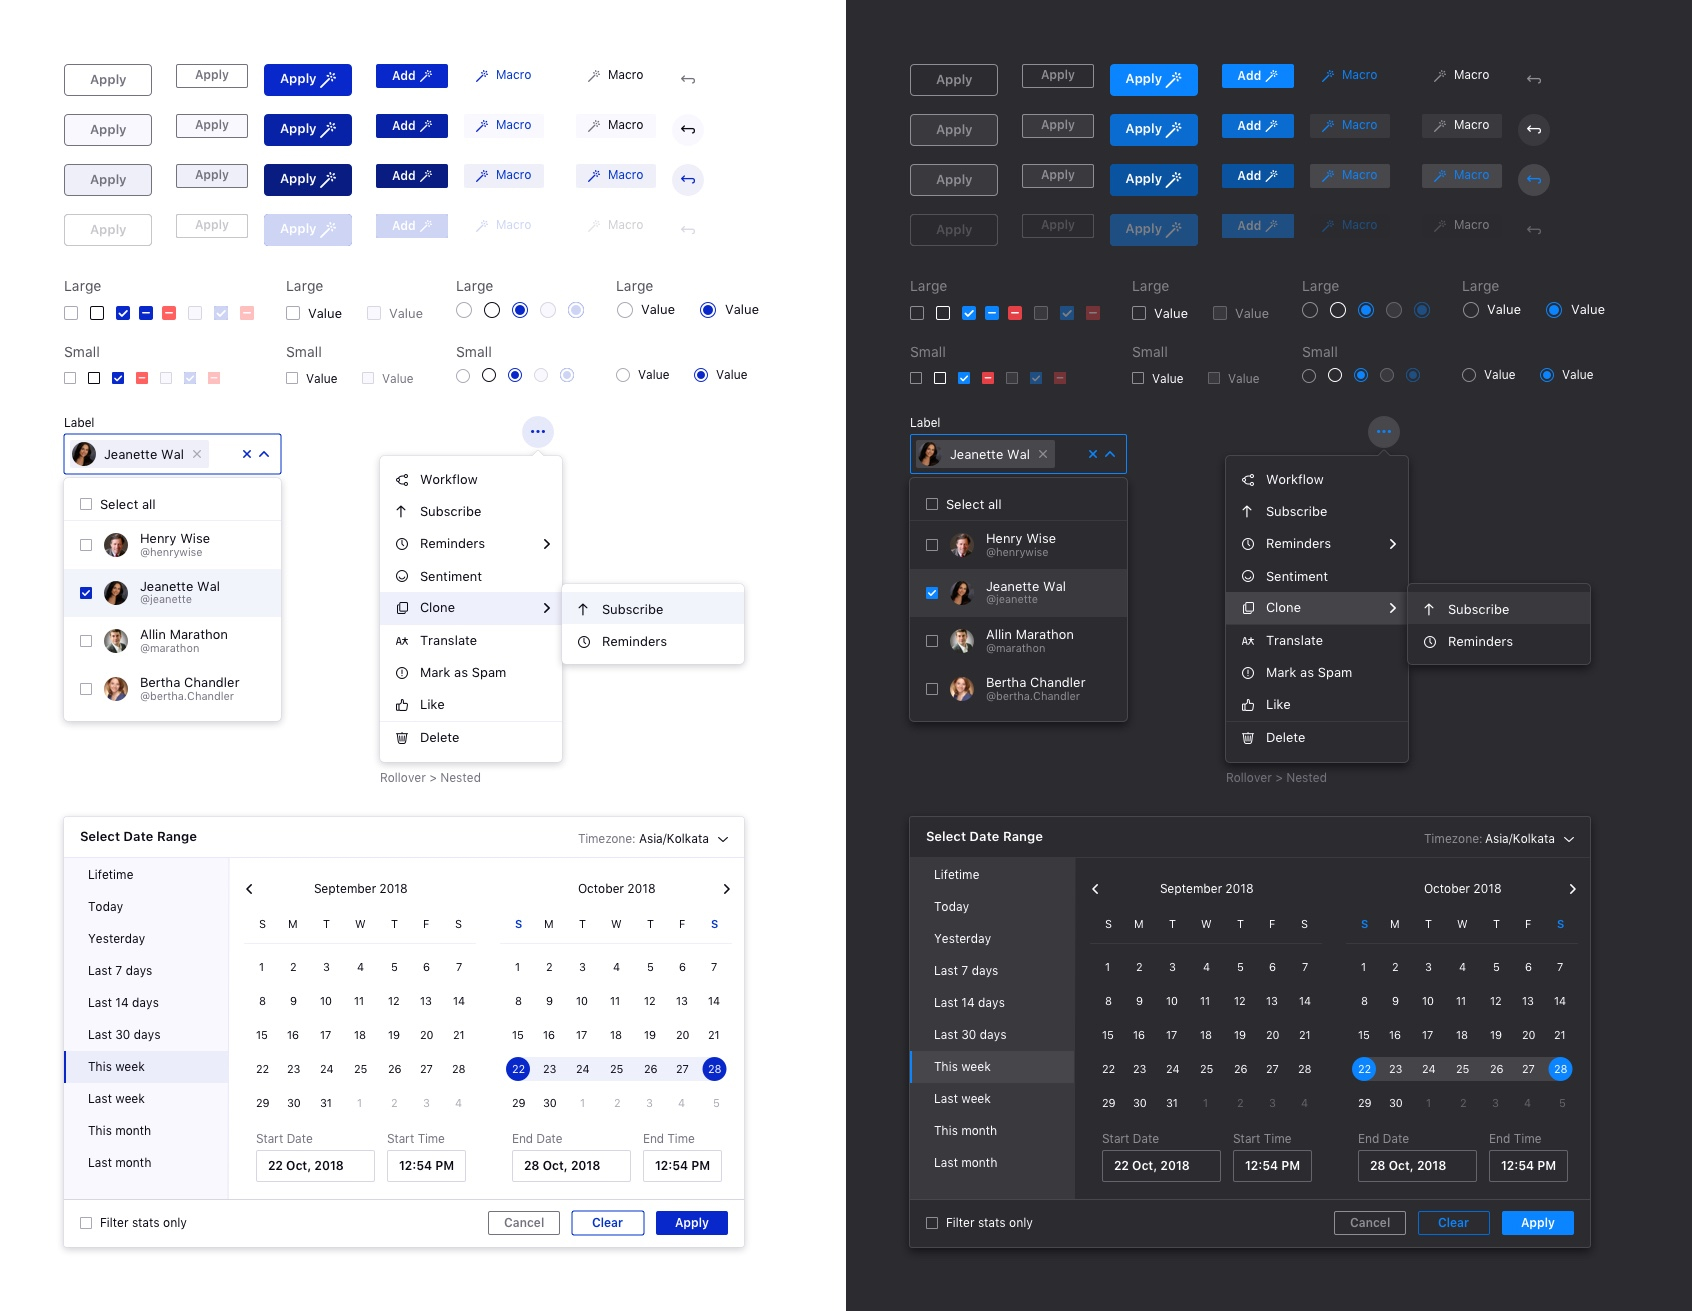 Apply Apply Apply Add Macro Macro
Apply Apply Apply Add Macro Macro
Apply Apply Apply Add Macro Macro
Apply Apply Apply Add Macro Macro
Large Large Large Large
Value Value Value Value
Small Small Small Small
Value Value Value Value
Label
Jeanette Wal
Select all
Henry Wise
@henrywise
Jeanette Wal
@jeanette
Allin Marathon
@marathon
Bertha Chandler
@bertha.Chandler
Workflow
Subscribe
Reminders
Sentiment
Clone
Translate
Mark as Spam
Like
Delete
Subscribe
Reminders
Rollover > Nested
Select Date Range
Timezone: Asia/Kolkata
Lifetime
Today
Yesterday
Last 7 days
Last 14 days
Last 30 days
This week
Last week
This month
Last month
September 2018
S M T W T F S
1 2 3 4 5 6 7
8 9 10 11 12 13 14
15 16 17 18 19 20 21
22 23 24 25 26 27 28
29 30 31 1 2 3 4
October 2018
S M T W T F S
1 2 3 4 5 6 7
8 9 10 11 12 13 14
15 16 17 18 19 20 21
22 23 24 25 26 27 28
29 30 1 2 3 4 5
Start Date Start Time End Date End Time
22 Oct, 2018 12:54 PM 28 Oct, 2018 12:54 PM
Filter stats only
Cancel Clear Apply
Apply Apply Apply Add Macro Macro
Apply Apply Apply Add Macro Macro
Apply Apply Apply Add Macro Macro
Apply Apply Apply Add Macro Macro
Large Large Large Large
Value Value Value Value
Small Small Small Small
Value Value Value Value
Label
Jeanette Wal
Select all
Henry Wise
@henrywise
Jeanette Wal
@jeanette
Allin Marathon
@marathon
Bertha Chandler
@bertha.Chandler
Workflow
Subscribe
Reminders
Sentiment
Clone
Translate
Mark as Spam
Like
Delete
Subscribe
Reminders
Rollover > Nested
Select Date Range
Timezone: Asia/Kolkata
Lifetime
Today
Yesterday
Last 7 days
Last 14 days
Last 30 days
This week
Last week
This month
Last month
September 2018
S M T W T F S
1 2 3 4 5 6 7
8 9 10 11 12 13 14
15 16 17 18 19 20 21
22 23 24 25 26 27 28
29 30 31 1 2 3 4
October 2018
S M T W T F S
1 2 3 4 5 6 7
8 9 10 11 12 13 14
15 16 17 18 19 20 21
22 23 24 25 26 27 28
29 30 1 2 3 4 5
Start Date Start Time End Date End Time
22 Oct, 2018 12:54 PM 28 Oct, 2018 12:54 PM
Filter stats only
Cancel Clear Apply